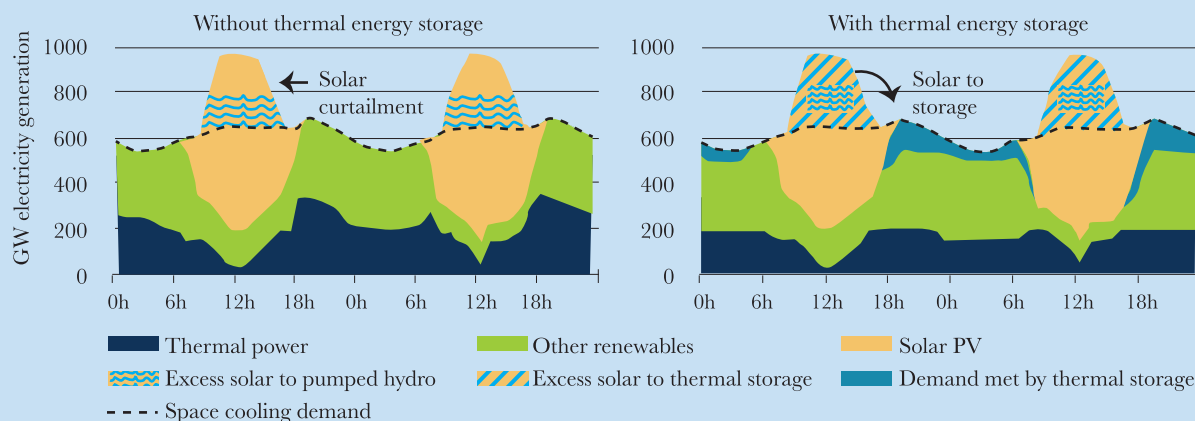 Without thermal energy storage
GW electricity generation
1000
800
600
400
200
0
Solar
curtailment
0h 6h 12h 18h 0h 6h 12h 18h
With thermal energy storage
1000
800
600
400
200
0
Solar to
storage
0h 6h 12h 18h 0h 6h 12h 18h
Thermal power Other renewables Solar PV
Excess solar to pumped hydro Excess solar to thermal storage Demand met by thermal storage
Space cooling demand